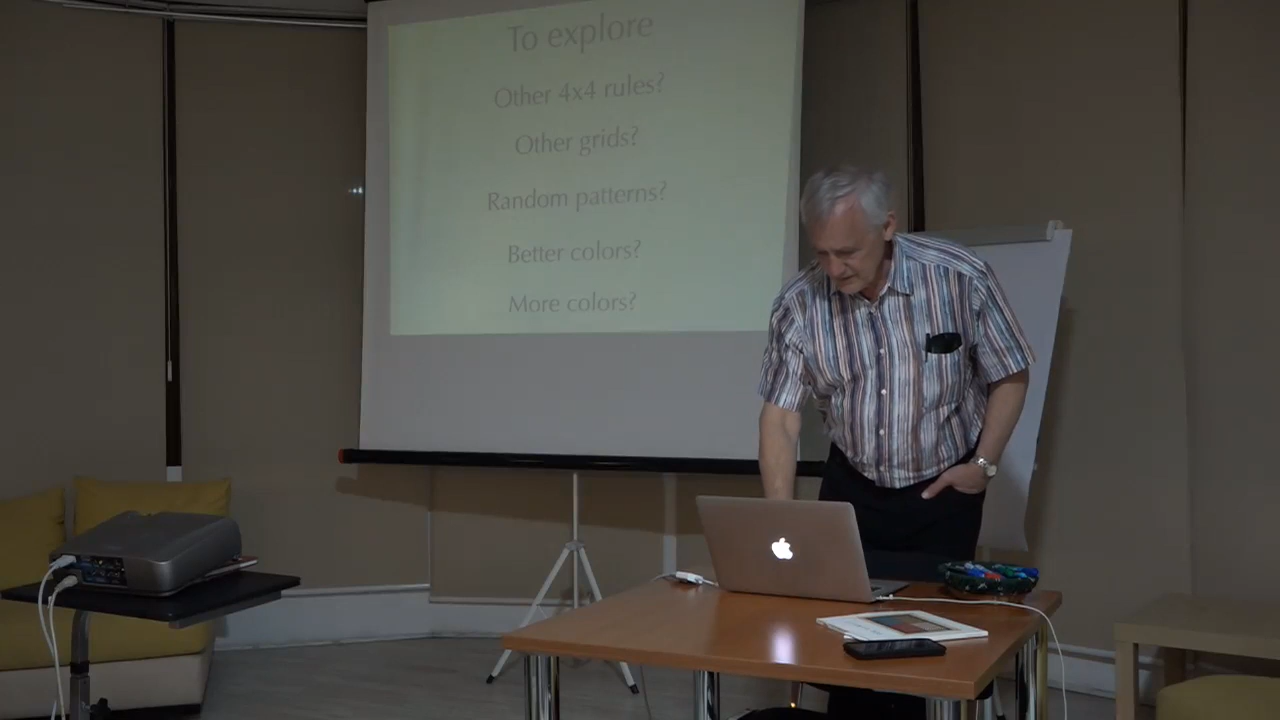 To explore
Other 4x4 rules?
Other grids?
Random patterns?
Better colors?
More colors?